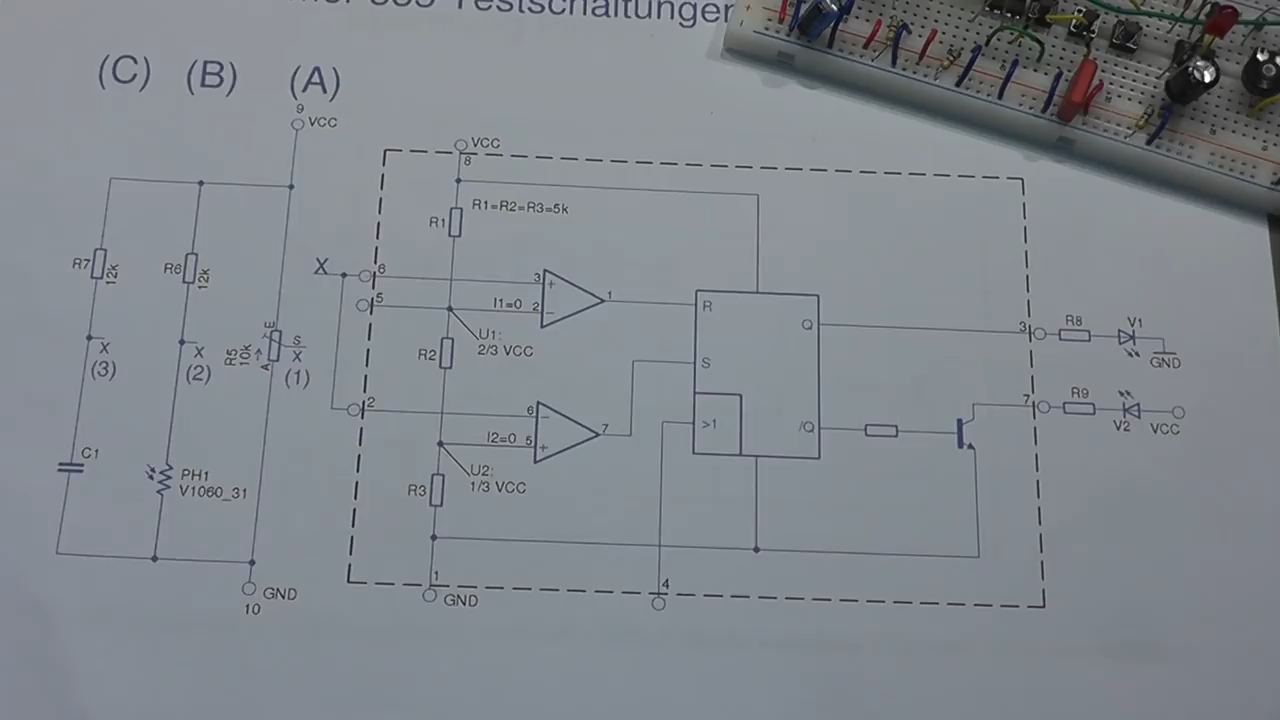 555 Testschaltungen
(C) (B) (A)
9
VCC
VCC
8
R1=R2=R3=5k
R1
R7
12k
R6
12k
X
6
3
+
1
R
Q
5
I1=0
2
-
3
R8
V1
GND
U1:
2/3 VCC
R2
S
E
R5
10k
A
S
X
(1)
X
(2)
X
(3)
2
6
-
I2=0
5
+
7
>1
/Q
7
R9
V2
VCC
U2:
1/3 VCC
R3
C1
PH1
V1060_31
1
GND
4
GND
10